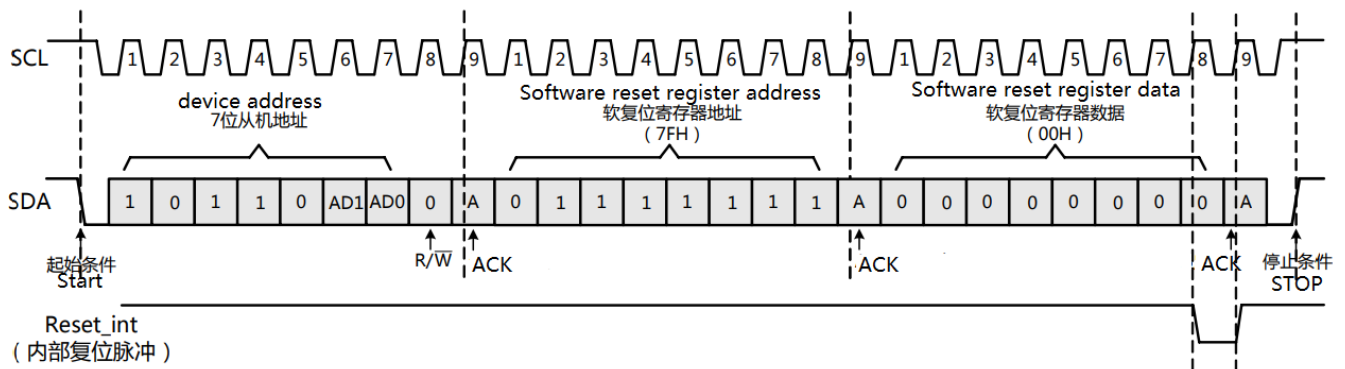 SCL
1 2 3 4 5 6 7 8 9 1 2 3 4 5 6 7 8 9 1 2 3 4 5 6 7 8 9
device address
7位从机地址
Software reset register address
软复位寄存器地址
（7FH）
Software reset register data
软复位寄存器数据
（00H）
SDA
1 0 1 1 0 AD1 AD0 0 A 0 1 1 1 1 1 1 1 A 0 0 0 0 0 0 0 0 A
起始条件
Start
R/W̅
ACK
ACK
ACK
停止条件
STOP
Reset_int
（内部复位脉冲）